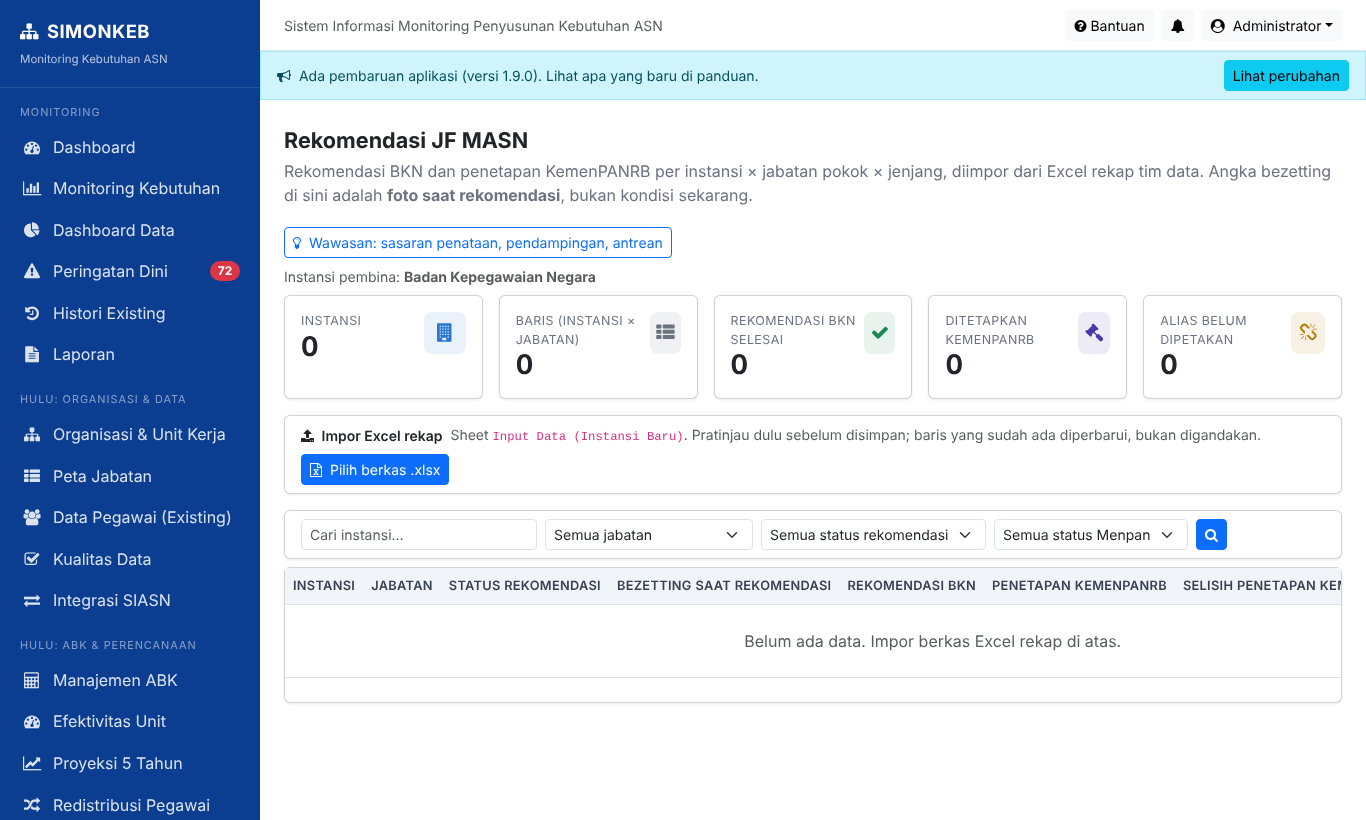 SIMONKEB
Monitoring Kebutuhan ASN
MONITORING
Dashboard
Monitoring Kebutuhan
Dashboard Data
Peringatan Dini 72
Histori Existing
Laporan
HULU: ORGANISASI & DATA
Organisasi & Unit Kerja
Peta Jabatan
Data Pegawai (Existing)
Kualitas Data
Integrasi SIASN
HULU: ABK & PERENCANAAN
Manajemen ABK
Efektivitas Unit
Proyeksi 5 Tahun
Redistribusi Pegawai
Sistem Informasi Monitoring Penyusunan Kebutuhan ASN
Bantuan
Administrator
Ada pembaruan aplikasi (versi 1.9.0). Lihat apa yang baru di panduan.
Lihat perubahan
Rekomendasi JF MASN
Rekomendasi BKN dan penetapan KemenPANRB per instansi × jabatan pokok × jenjang, diimpor dari Excel rekap tim data. Angka bezetting
di sini adalah foto saat rekomendasi, bukan kondisi sekarang.
Wawasan: sasaran penataan, pendampingan, antrean
Instansi pembina: Badan Kepegawaian Negara
INSTANSI
0
BARIS (INSTANSI ×
JABATAN)
0
REKOMENDASI BKN
SELESAI
0
DITETAPKAN
KEMENPANRB
0
ALIAS BELUM
DIPETAKAN
0
Impor Excel rekap Sheet Input Data (Instansi Baru). Pratinjau dulu sebelum disimpan; baris yang sudah ada diperbarui, bukan digandakan.
Pilih berkas .xlsx
Cari instansi...
Semua jabatan
Semua status rekomendasi
Semua status Menpan
INSTANSI JABATAN STATUS REKOMENDASI BEZETTING SAAT REKOMENDASI REKOMENDASI BKN PENETAPAN KEMENPANRB SELISIH PENETAPAN
Belum ada data. Impor berkas Excel rekap di atas.